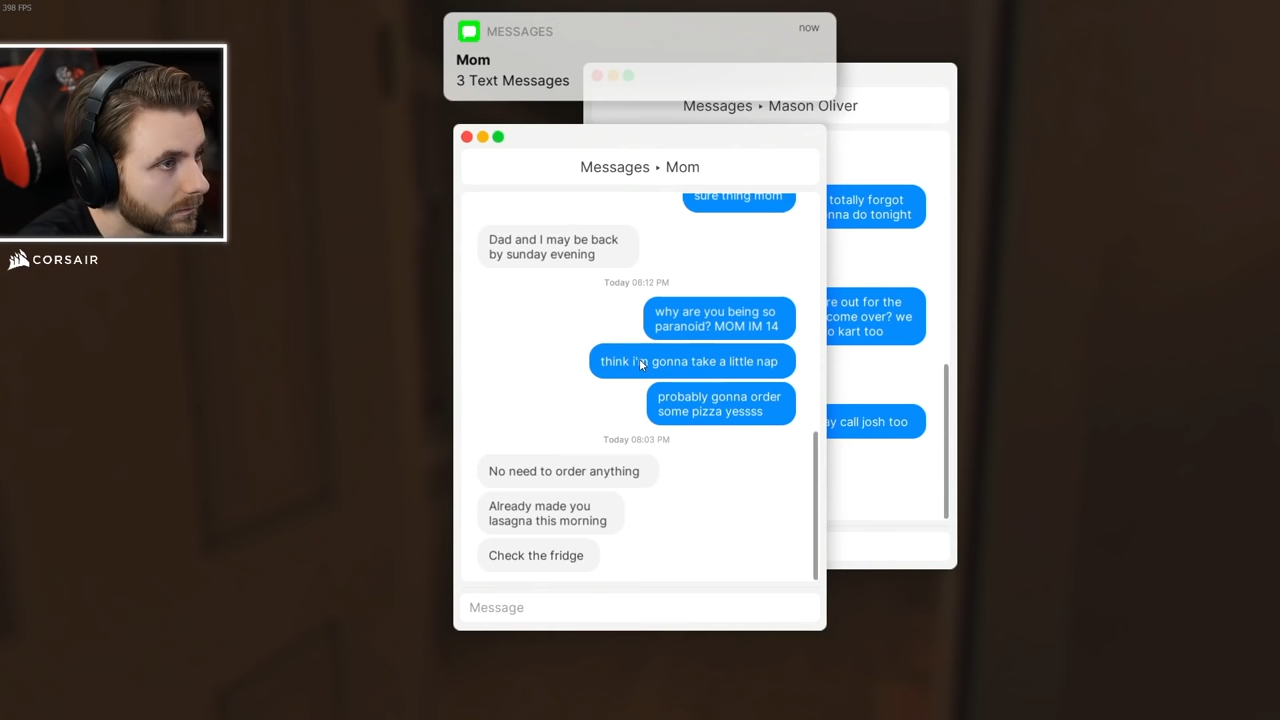 398 FPS
MESSAGES
now
Mom
3 Text Messages
Messages ‣ Mason Oliver
totally forgot
nna do tonight
re out for the
come over? we
o kart too
ay call josh too
Messages ‣ Mom
sure thing mom
Dad and I may be back
by sunday evening
Today 06:12 PM
why are you being so
paranoid? MOM IM 14
think i'm gonna take a little nap
probably gonna order
some pizza yessss
Today 08:03 PM
No need to order anything
Already made you
lasagna this morning
Check the fridge
Message
CORSAIR